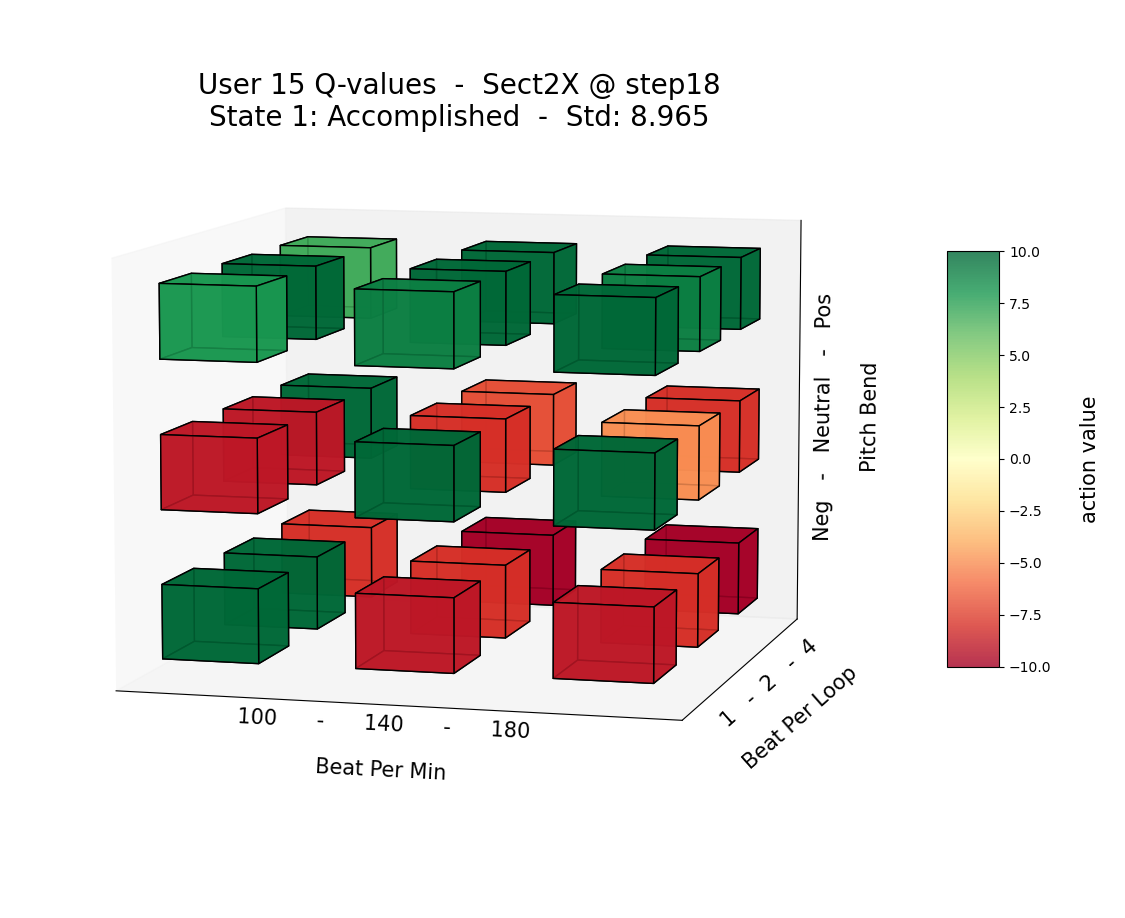 User 15 Q-values  -  Sect2X @ step18
State 1: Accomplished  -  Std: 8.965
Neg   -   Neutral   -   Pos
Pitch Bend
1  -  2  -  4
Beat Per Loop
100      -      140      -      180
Beat Per Min
10.0
7.5
5.0
2.5
0.0
−2.5
−5.0
−7.5
−10.0
action value